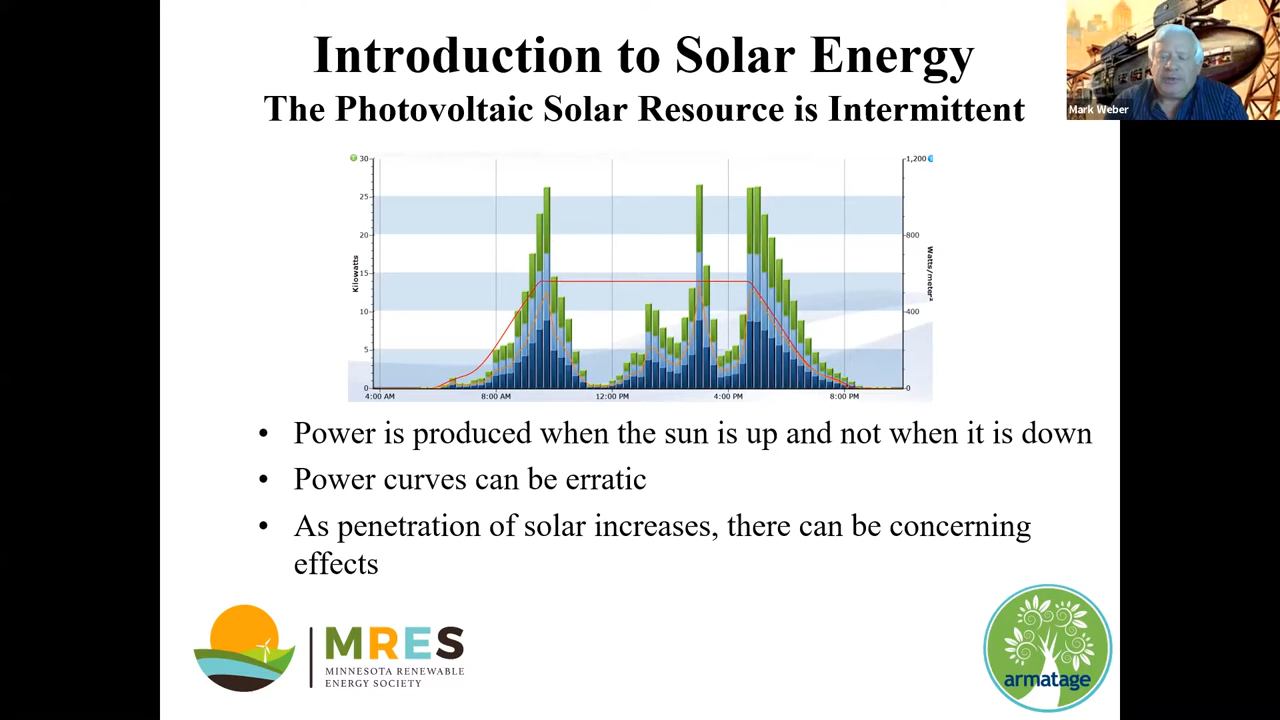 Introduction to Solar Energy
The Photovoltaic Solar Resource is Intermittent
Mark Weber
30
25
20
15
10
5
0
Kilowatts
1,200
800
400
0
Watts/meter²
4:00 AM
8:00 AM
12:00 PM
4:00 PM
8:00 PM
• Power is produced when the sun is up and not when it is down
• Power curves can be erratic
• As penetration of solar increases, there can be concerning
effects
MRES
MINNESOTA RENEWABLE
ENERGY SOCIETY
armatage